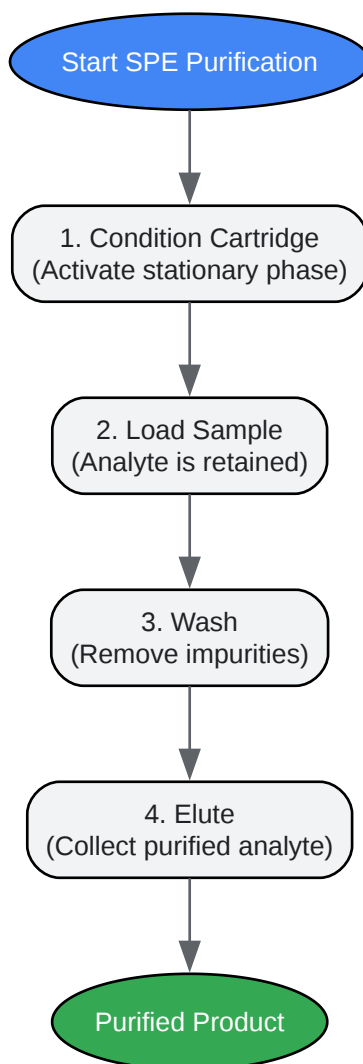 Start SPE Purification
1. Condition Cartridge
(Activate stationary phase)
2. Load Sample
(Analyte is retained)
3. Wash
(Remove impurities)
4. Elute
(Collect purified analyte)
Purified Product